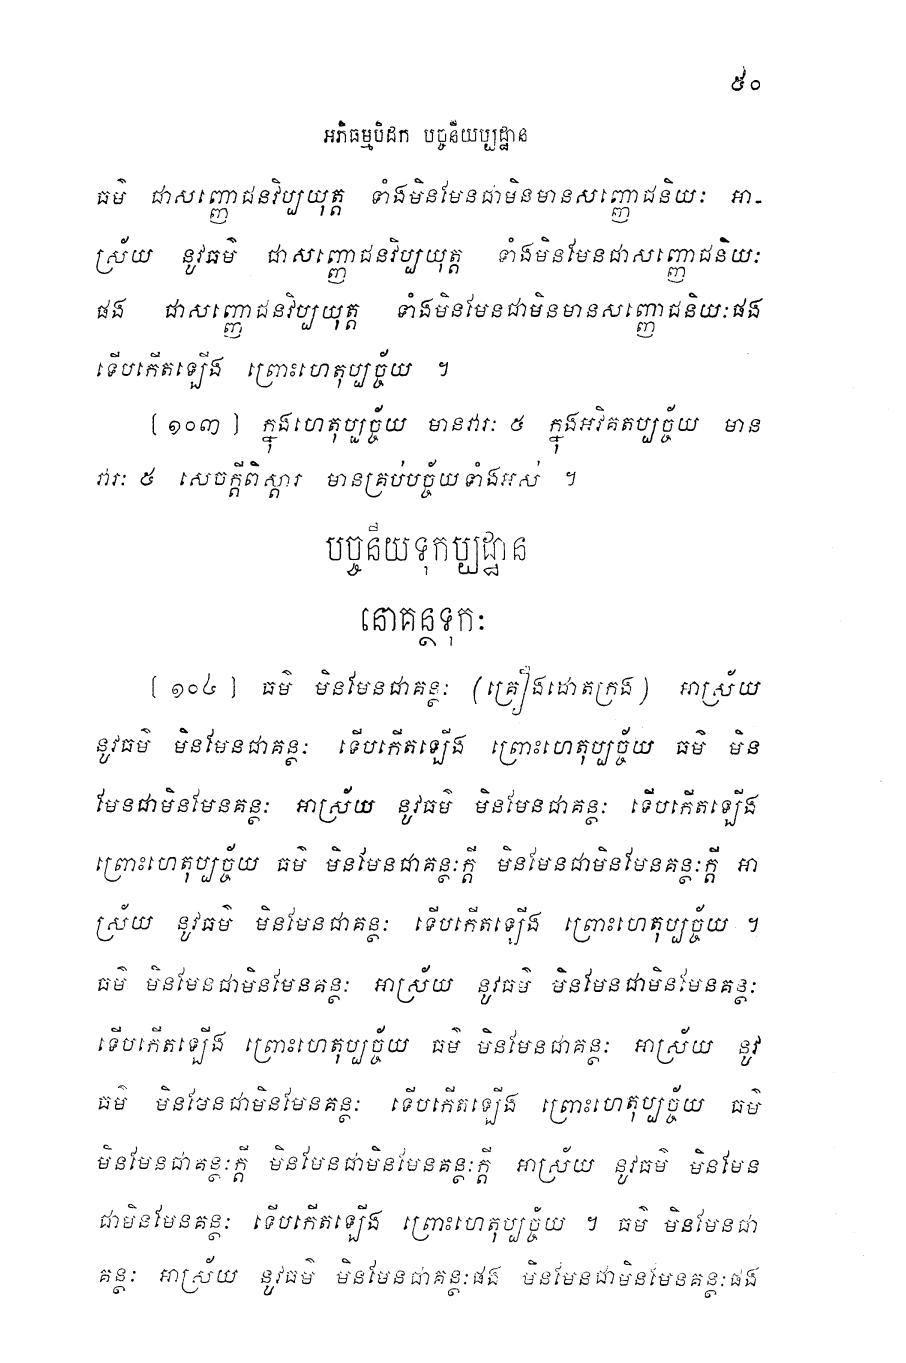 ៥០
អភិធម្មបិដក បច្ចនីយប្បដ្ឋាន
ធម៌ ជាសញ្ញោជនវិប្បយុត្ត ទាំងមិនមែនជាមិនមានសញ្ញោជនិយៈ អា-
ស្រ័យ នូវធម៌ ជាសញ្ញោជនវិប្បយុត្ត ទាំងមិនមែនជាសញ្ញោជនិយៈ
ផង ជាសញ្ញោជនវិប្បយុត្ត ទាំងមិនមែនជាមិនមានសញ្ញោជនិយៈផង
ទើបកើតឡើង ព្រោះហេតុប្បច្ច័យ ។
[ ១០៣ ] ក្នុងហេតុប្បច្ច័យ មានវារៈ ៥ ក្នុងអវិគតប្បច្ច័យ មាន
វារៈ ៥ សេចក្តីពិស្តារ មានគ្រប់បច្ច័យទាំងអស់ ។
បច្ចនីយទុកប្បដ្ឋាន
នោគន្ថទុកៈ
[ ១០៤ ] ធម៌ មិនមែនជាគន្ថៈ (គ្រឿងដោតក្រង) អាស្រ័យ
នូវធម៌ មិនមែនជាគន្ថៈ ទើបកើតឡើង ព្រោះហេតុប្បច្ច័យ ធម៌ មិន
មែនជាមិនមែនគន្ថៈ អាស្រ័យ នូវធម៌ មិនមែនជាគន្ថៈ ទើបកើតឡើង
ព្រោះហេតុប្បច្ច័យ ធម៌ មិនមែនជាគន្ថៈក្តី មិនមែនជាមិនមែនគន្ថៈក្តី អា
ស្រ័យ នូវធម៌ មិនមែនជាគន្ថៈ ទើបកើតឡើង ព្រោះហេតុប្បច្ច័យ ។
ធម៌ មិនមែនជាមិនមែនគន្ថៈ អាស្រ័យ នូវធម៌ មិនមែនជាមិនមែនគន្ថៈ
ទើបកើតឡើង ព្រោះហេតុប្បច្ច័យ ធម៌ មិនមែនជាគន្ថៈ អាស្រ័យ នូវ
ធម៌ មិនមែនជាមិនមែនគន្ថៈ ទើបកើតឡើង ព្រោះហេតុប្បច្ច័យ ធម៌
មិនមែនជាគន្ថៈក្តី មិនមែនជាមិនមែនគន្ថៈក្តី អាស្រ័យ នូវធម៌ មិនមែន
ជាមិនមែនគន្ថៈ ទើបកើតឡើង ព្រោះហេតុប្បច្ច័យ ។ ធម៌ មិនមែនជា
គន្ថៈ អាស្រ័យ នូវធម៌ មិនមែនជាគន្ថៈផង មិនមែនជាមិនមែនគន្ថៈផង